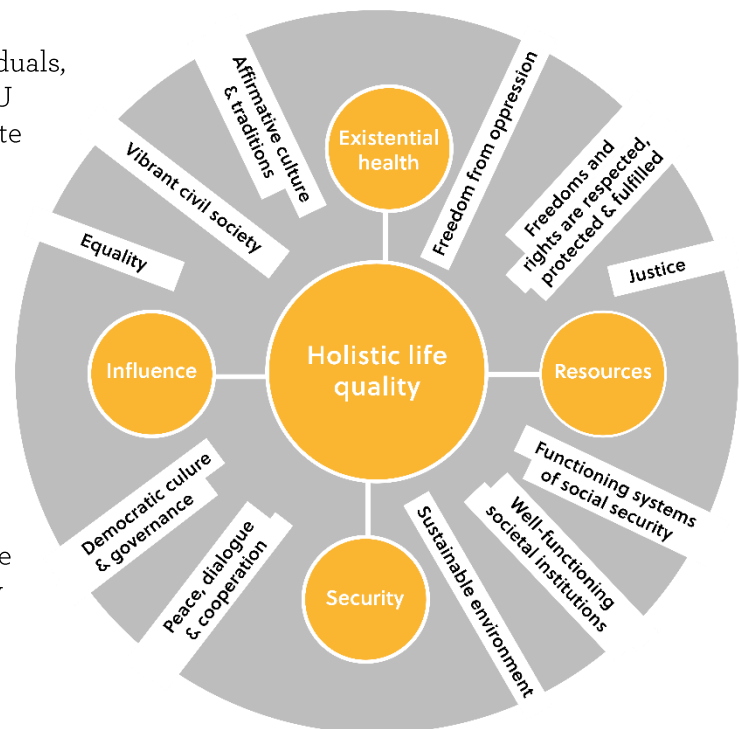 duals,
U
te
e
Affirmative culture
& traditions
Existential
health
Freedom from oppression
Freedoms and
rights are respected,
protected & fulfilled
Justice
Vibrant civil society
Equality
Influence
Holistic life
quality
Resources
Functioning systems
of social security
Well-functioning
societal institutions
Sustainable environment
Security
Peace, dialogue
& cooperation
Democratic culure
& governance